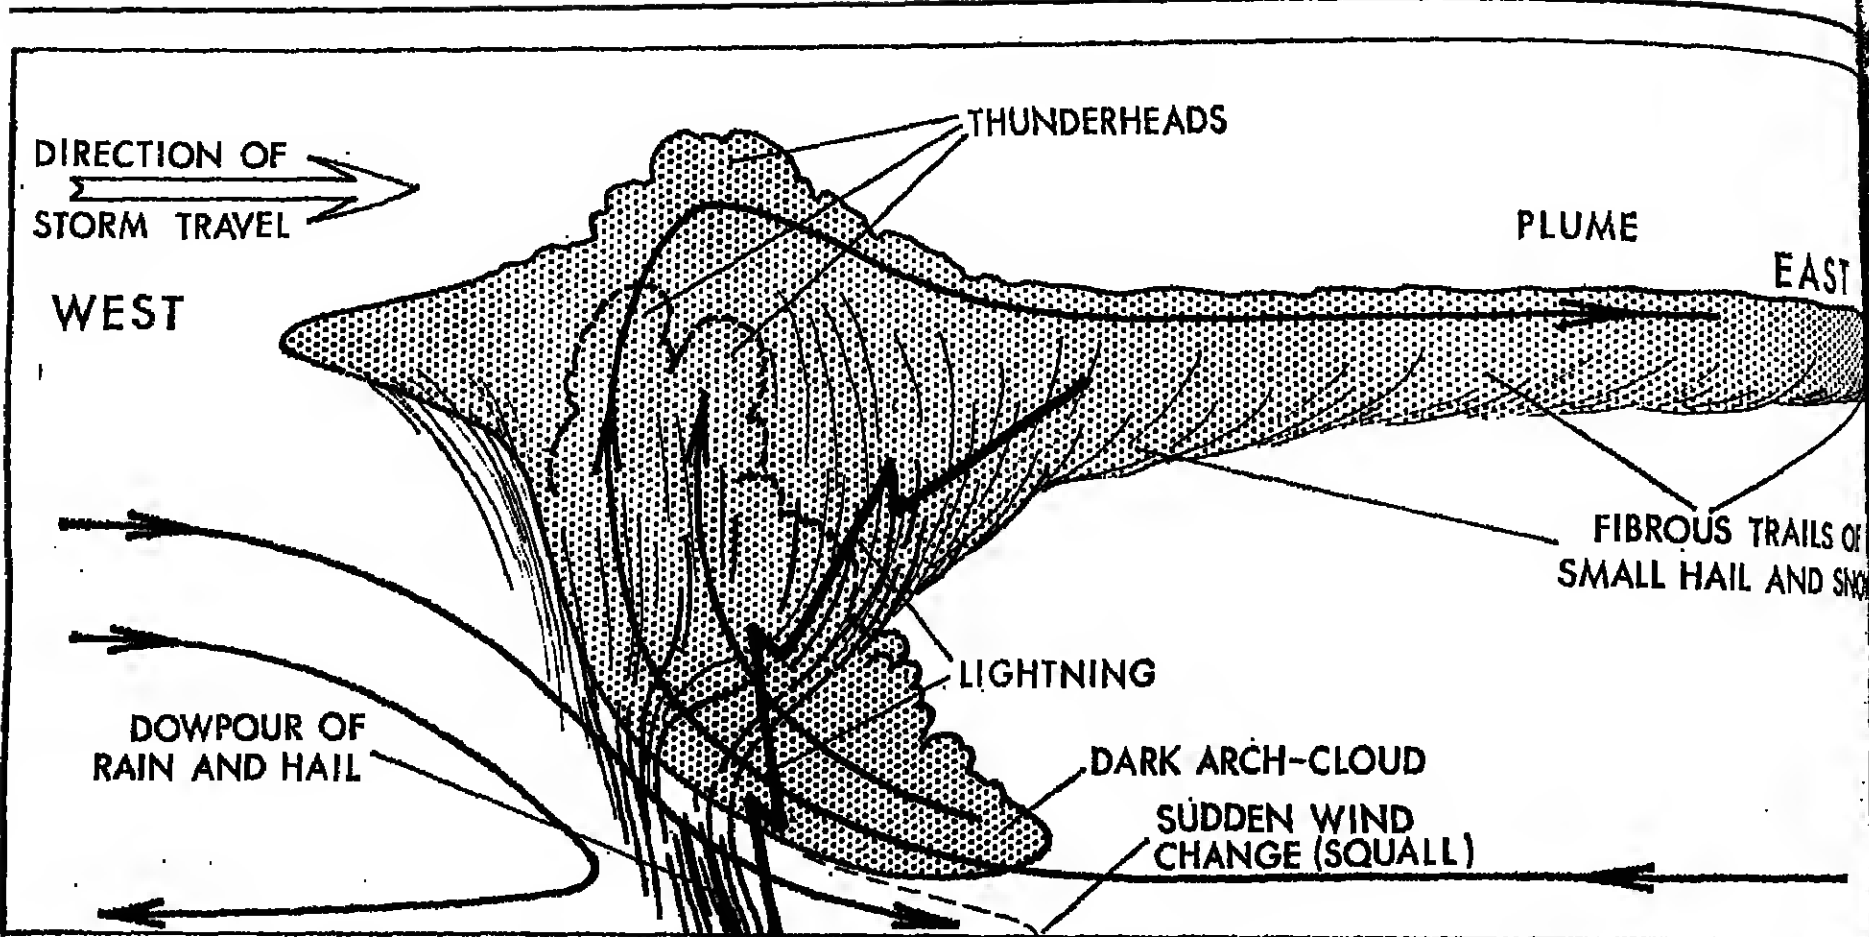 THUNDERHEADS
DIRECTION OF
STORM TRAVEL
PLUME
EAST
WEST
FIBROUS TRAILS OF
SMALL HAIL AND
LIGHTNING
DOWPOUR OF
RAIN AND HAIL
DARK ARCH-CLOUD
SUDDEN WIND
CHANGE (SQUALL)